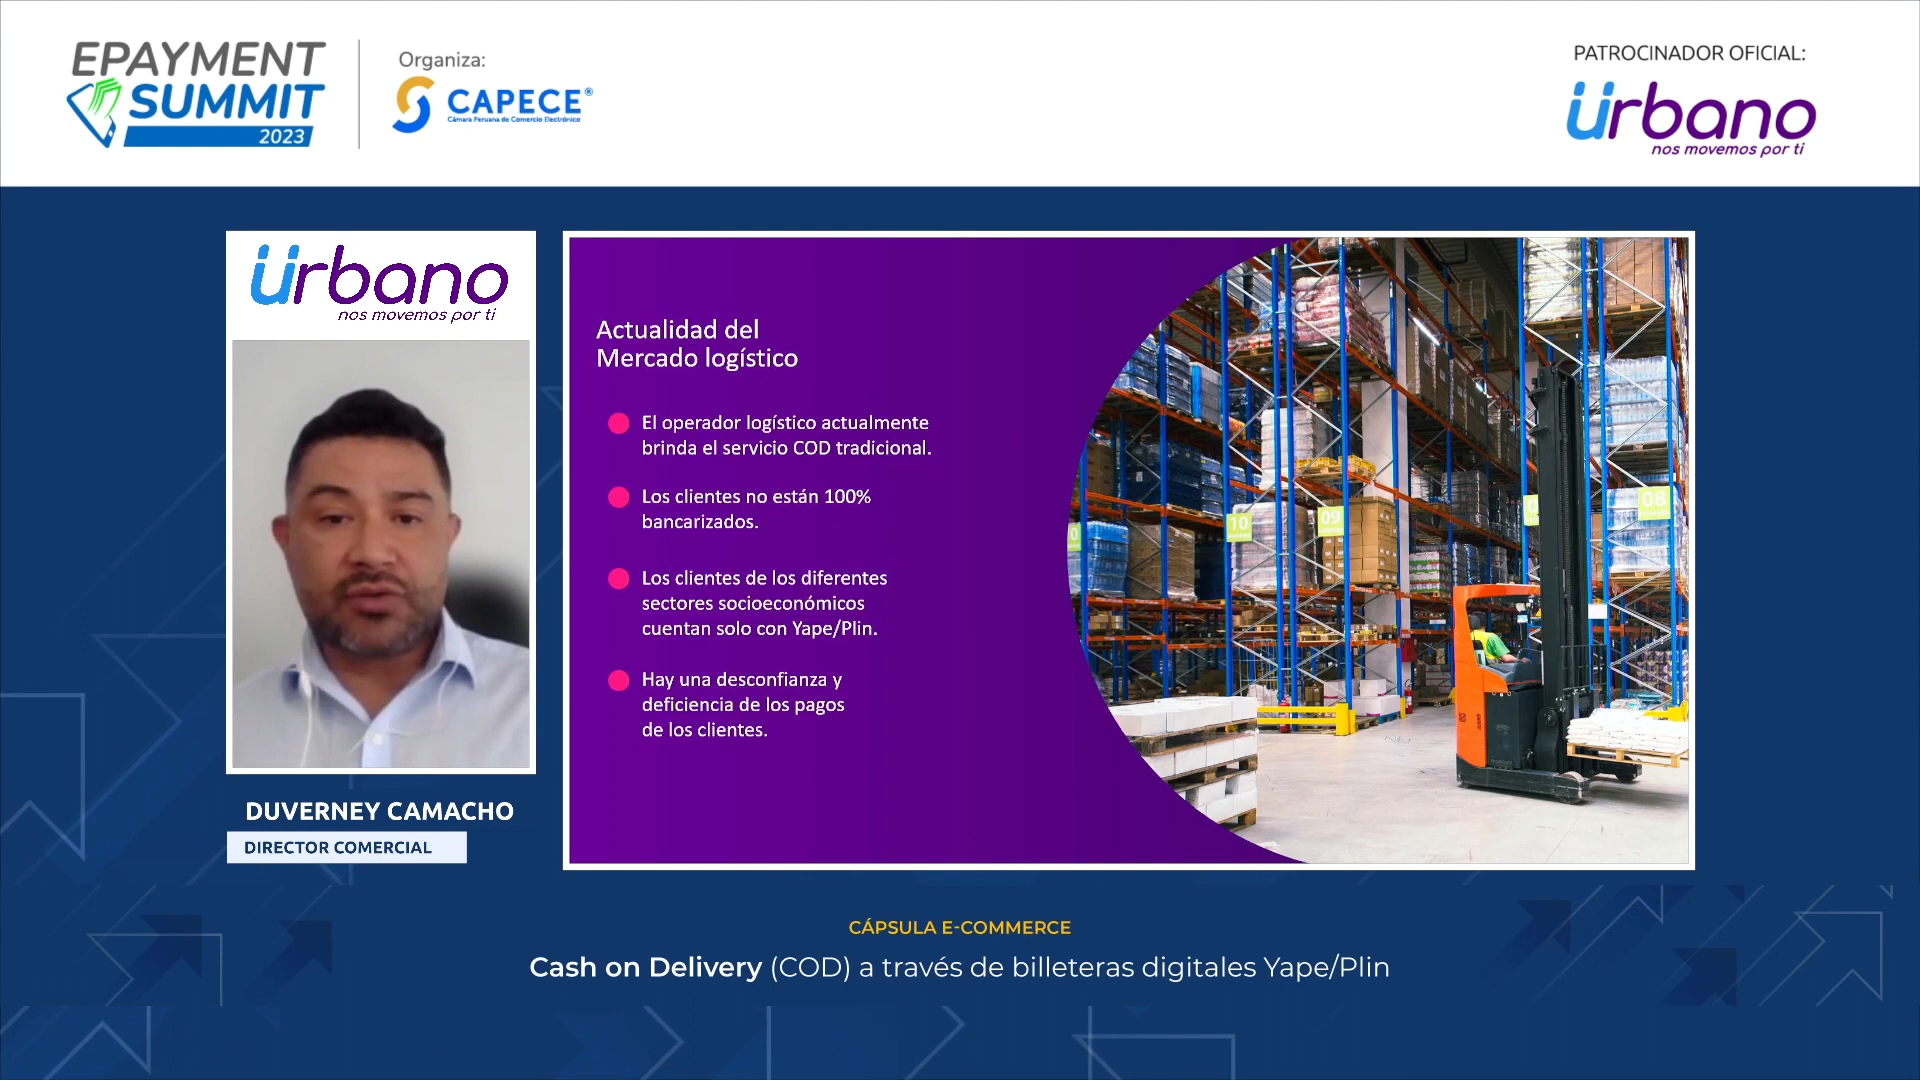 EPAYMENT
SUMMIT
2023
Organiza:
CAPECE®
Cámara Peruana de Comercio Electrónico
PATROCINADOR OFICIAL:
ürbano
nos movemos por ti
ürbano
nos movemos por ti
DUVERNEY CAMACHO
DIRECTOR COMERCIAL
Actualidad del
Mercado logístico
El operador logístico actualmente
brinda el servicio COD tradicional.
Los clientes no están 100%
bancarizados.
Los clientes de los diferentes
sectores socioeconómicos
cuentan solo con Yape/Plin.
Hay una desconfianza y
deficiencia de los pagos
de los clientes.
10
09
08
CÁPSULA E-COMMERCE
Cash on Delivery (COD) a través de billeteras digitales Yape/Plin